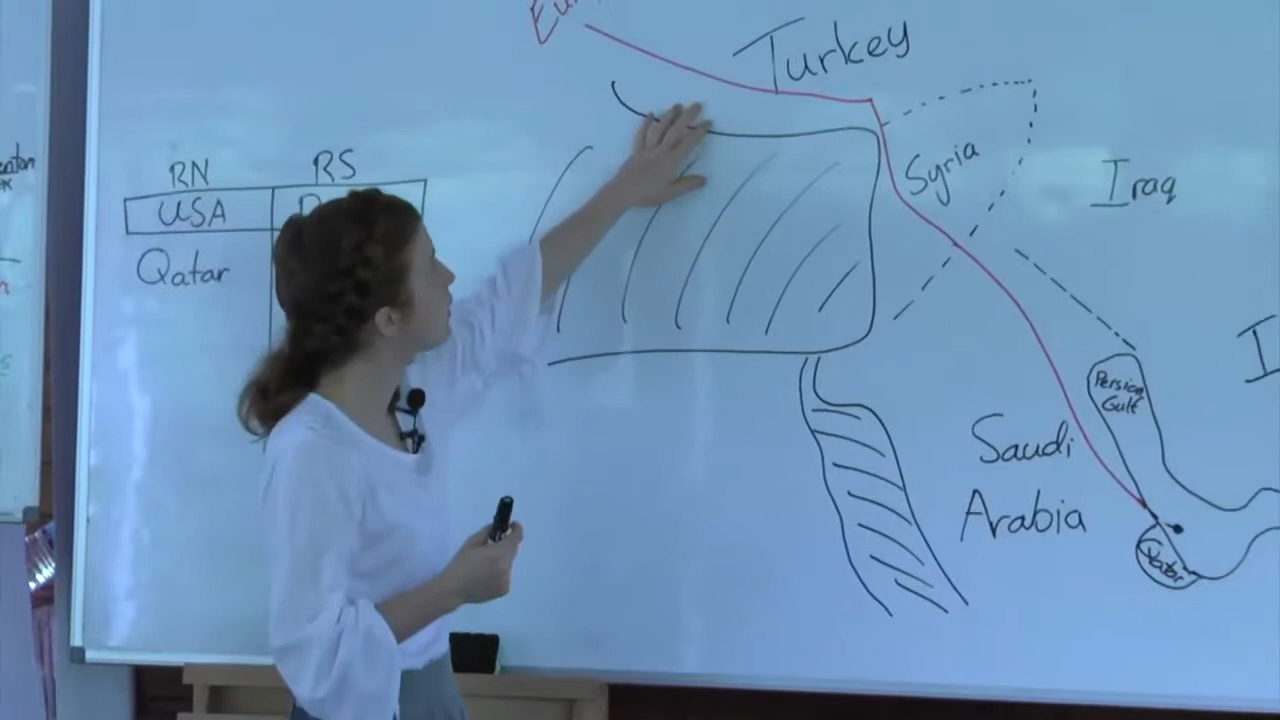 Turkey
Syria
Iraq
RN RS
USA
Qatar
Persian
Gulf
Saudi
Arabia
Qatar